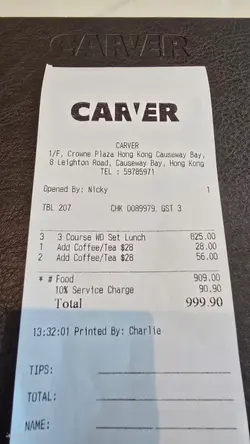 CARVER
CARVER
CARVER
1/F, Crowne Plaza Hong Kong Causeway Bay,
8 Leighton Road, Causeway Bay, Hong Kong
TEL : 59785971
Opened By: Nicky 1
TBL 207 CHK 0089979 GST 3
3 3 Course WD Set Lunch 825.00
1 Add Coffee/Tea $28 28.00
2 Add Coffee/Tea $28 56.00
* # Food 909.00
10% Service Charge 90.90
Total 999.90
13:32:01 Printed By: Charlie
TIPS:
TOTAL:
NAME: